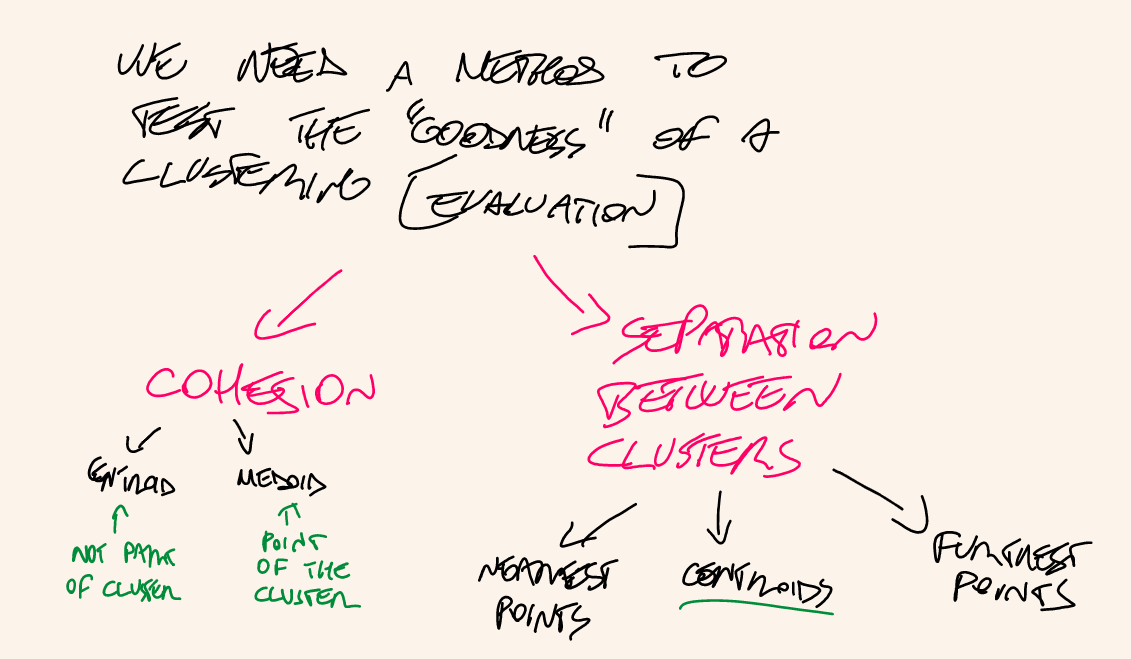 WE NEED A METHOD TO
TEST THE "GOODNESS" OF A
CLUSTERING [EVALUATION]
COHESION
SEPARATION
BETWEEN
CLUSTERS
CENTROID
MEDOID
NOT PART
OF CLUSTER
POINT
OF THE
CLUSTER
NEAREST
POINTS
CENTROIDS
FURTHEST
POINTS